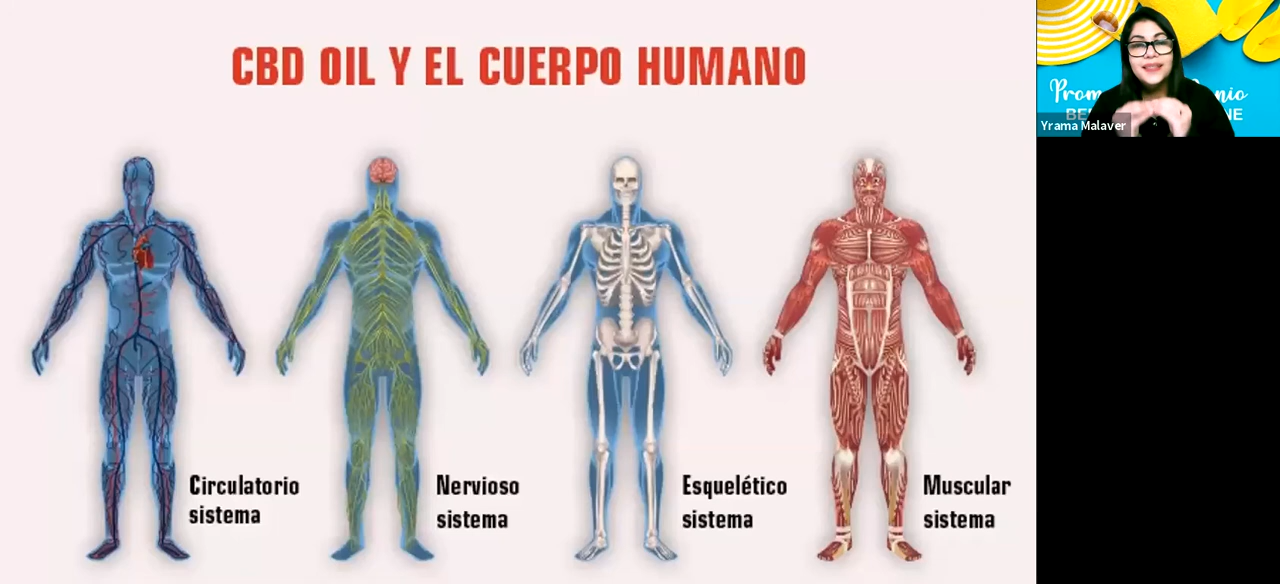 CBD OIL Y EL CUERPO HUMANO
Circulatorio
sistema
Nervioso
sistema
Esquelético
sistema
Muscular
sistema
Yrama Malaver